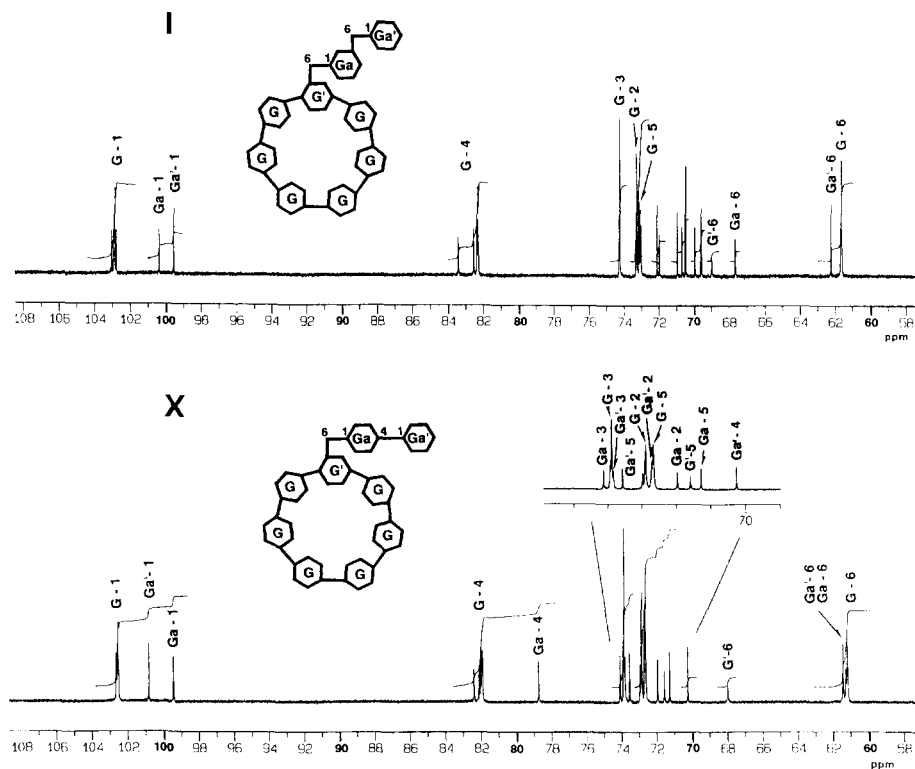 I
6 1 Ga'
6 1 Ga
G'
G G
G G
G G
G - 1
Ga - 1
Ga'- 1
G - 4
G - 3
G - 2
G - 5
G'-6
Ga - 6
Ga'- 6
G - 6
108 106 104 102 100 98 96 94 92 90 88 86 84 82 80 78 76 74 72 70 68 66 64 62 60 58
ppm
X
6 1 Ga 4 1 Ga'
G'
G G
G G
G G
G - 1
Ga'- 1
Ga - 1
G - 4
Ga - 4
Ga - 3
G - 3
Ga'- 3
Ga'- 5
G - 2
Ga'- 2
G - 5
Ga - 2
G'-5
Ga - 5
Ga'- 4
70
G'-6
Ga'- 6
Ga - 6
G - 6
108 106 104 102 100 98 96 94 92 90 88 86 84 82 80 78 76 74 72 70 68 66 64 62 60 58
ppm